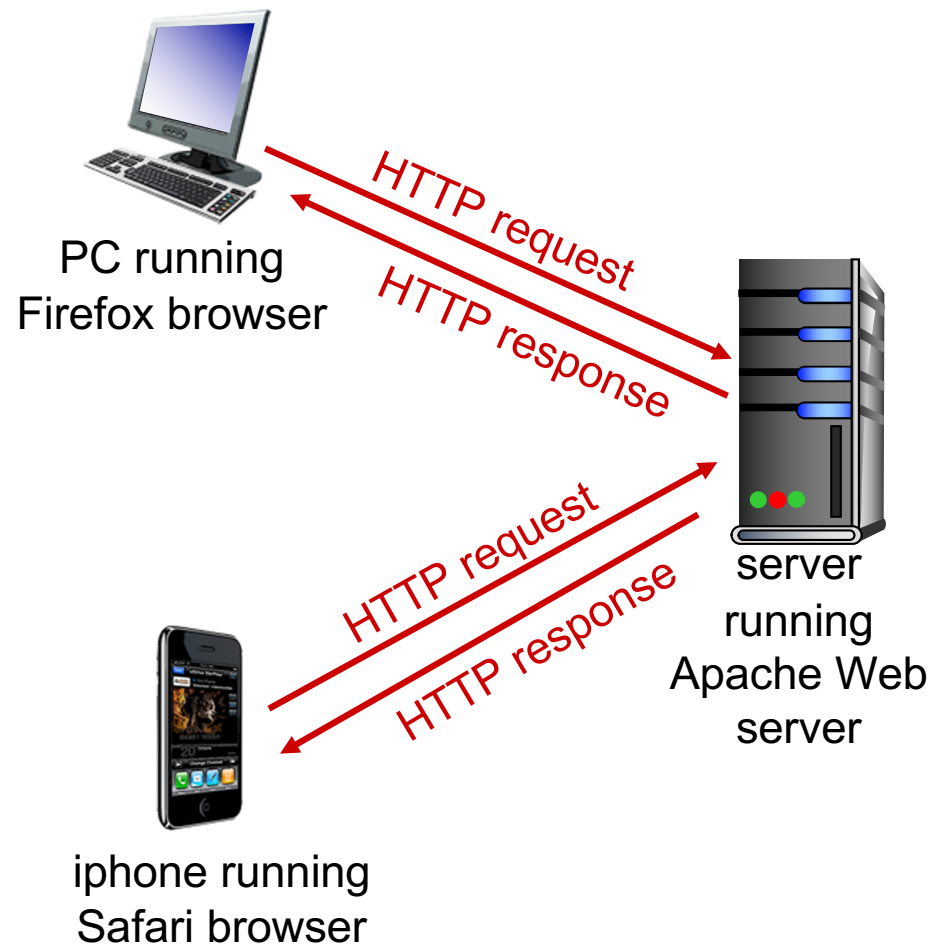 HTTP request
HTTP response
PC running
Firefox browser
HTTP request
HTTP response
server
running
Apache Web
server
iphone running
Safari browser